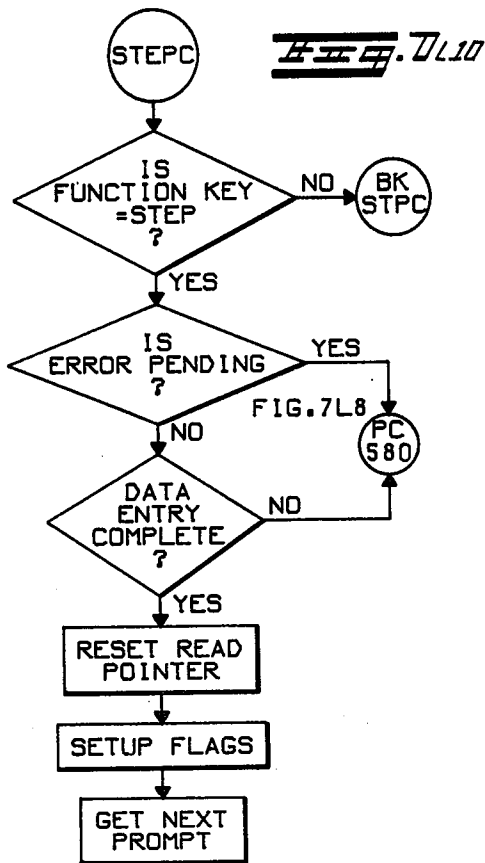 STEPC
Fig. 7L10
IS
FUNCTION KEY
=STEP
?
NO
BK
STPC
YES
IS
ERROR PENDING
?
YES
FIG.7L8
PC
580
NO
DATA
ENTRY
COMPLETE
?
NO
YES
RESET READ
POINTER
SETUP FLAGS
GET NEXT
PROMPT